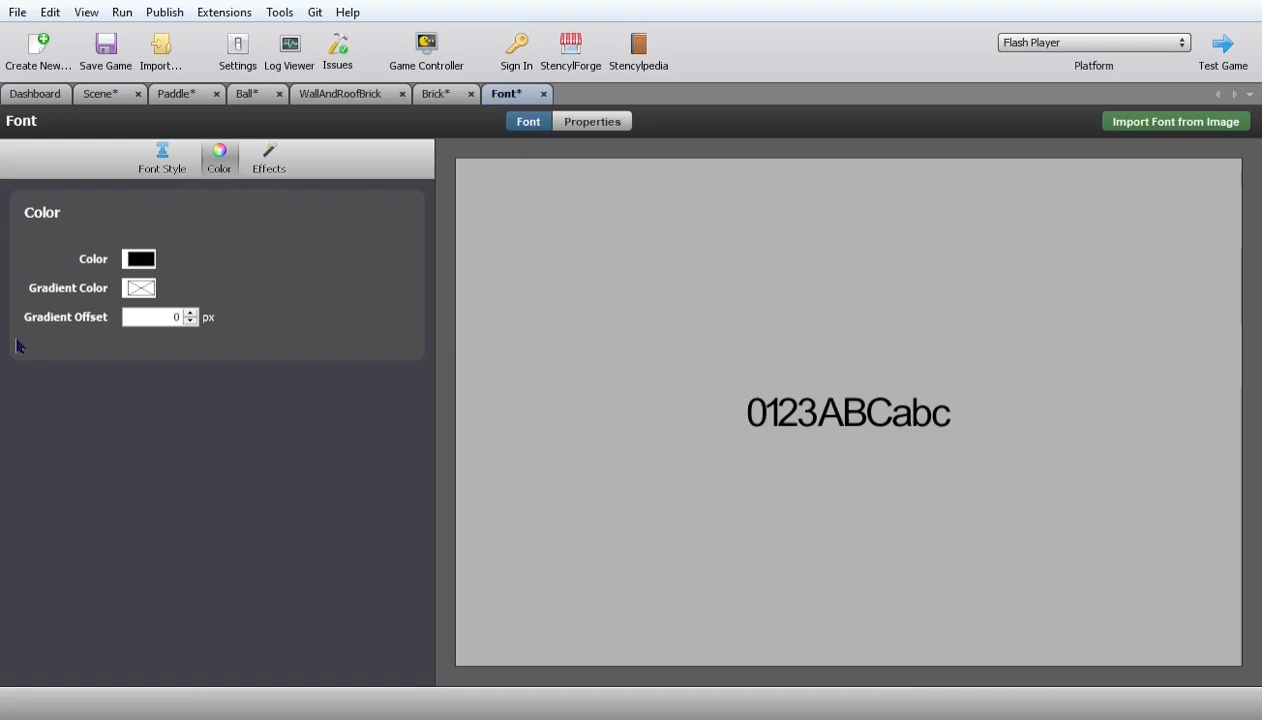 File Edit View Run Publish Extensions Tools Git Help
Create New... Save Game Import... Settings Log Viewer Issues Game Controller Sign In StencylForge Stencylpedia Flash Player Platform Test Game
Dashboard Scene* Paddle* Ball* WallAndRoofBrick Brick* Font*
Font Font Properties Import Font from Image
Font Style Color Effects
Color
Color
Gradient Color
Gradient Offset 0 px
0123ABCabc